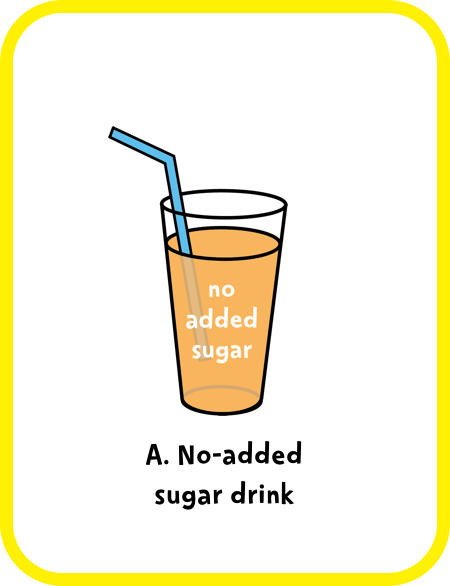 no
added
sugar
A. No-added
sugar drink